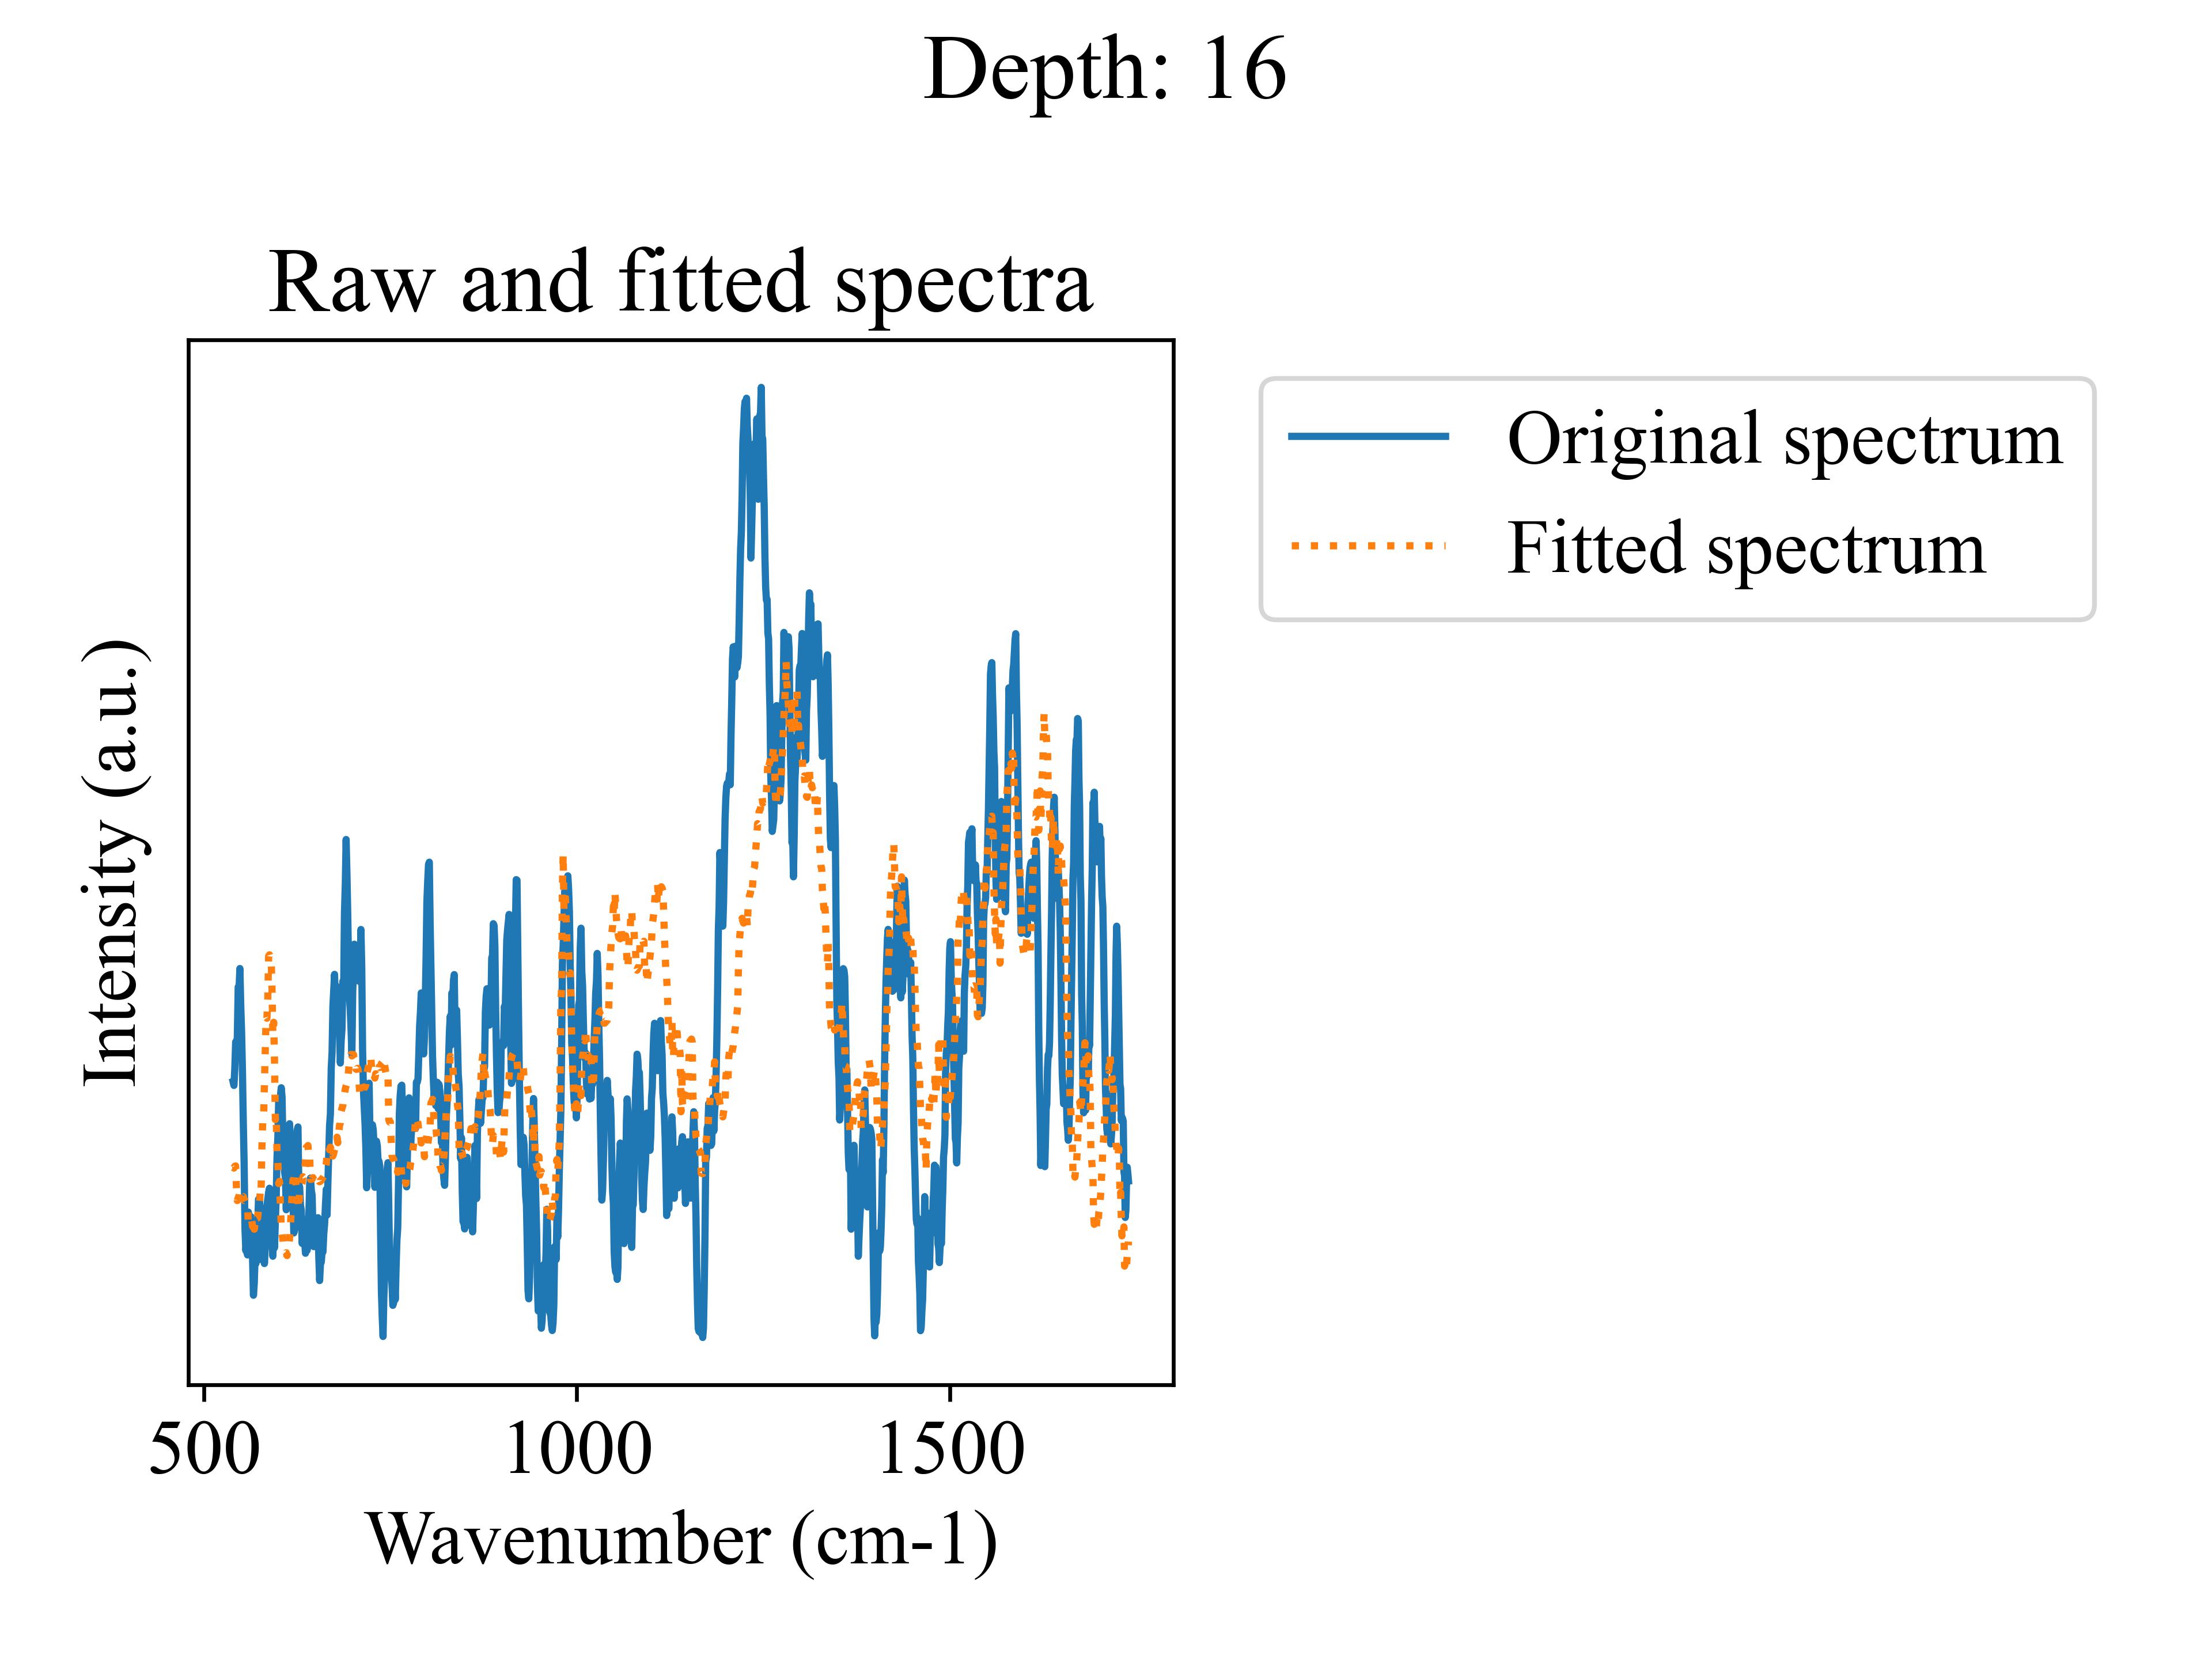 Depth: 16
Raw and fitted spectra
Original spectrum
Fitted spectrum
Intensity (a.u.)
500 1000 1500
Wavenumber (cm-1)